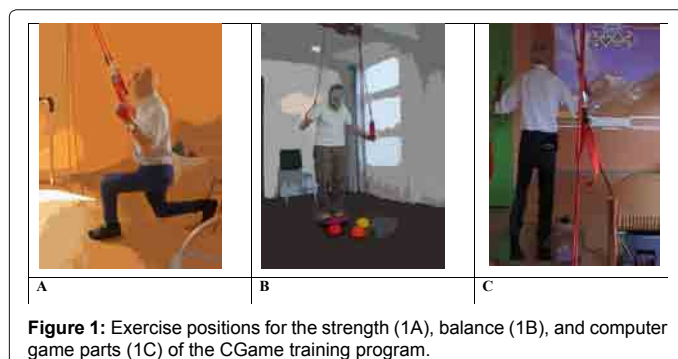 A
B
C
Figure 1: Exercise positions for the strength (1A), balance (1B), and computer
game parts (1C) of the CGame training program.